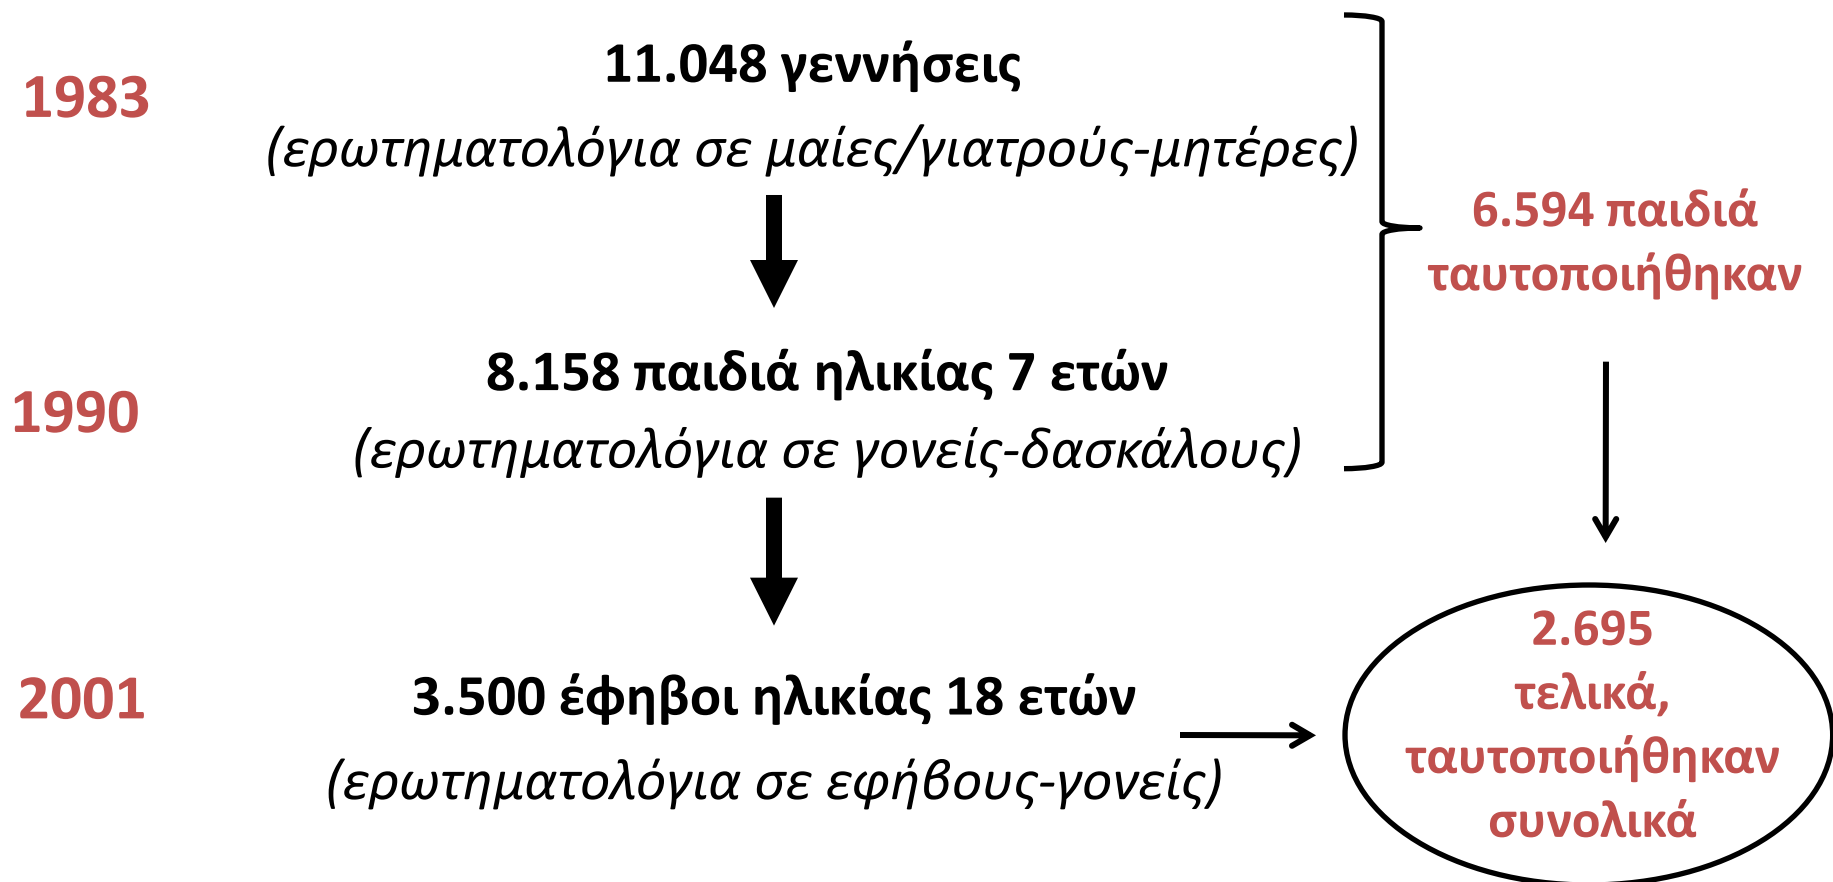 1983
11.048 γεννήσεις
(ερωτηματολόγια σε μαίες/γιατρούς-μητέρες)
6.594 παιδιά
ταυτοποιήθηκαν
1990
8.158 παιδιά ηλικίας 7 ετών
(ερωτηματολόγια σε γονείς-δασκάλους)
2001
3.500 έφηβοι ηλικίας 18 ετών
(ερωτηματολόγια σε εφήβους-γονείς)
2.695
τελικά,
ταυτοποιήθηκαν
συνολικά